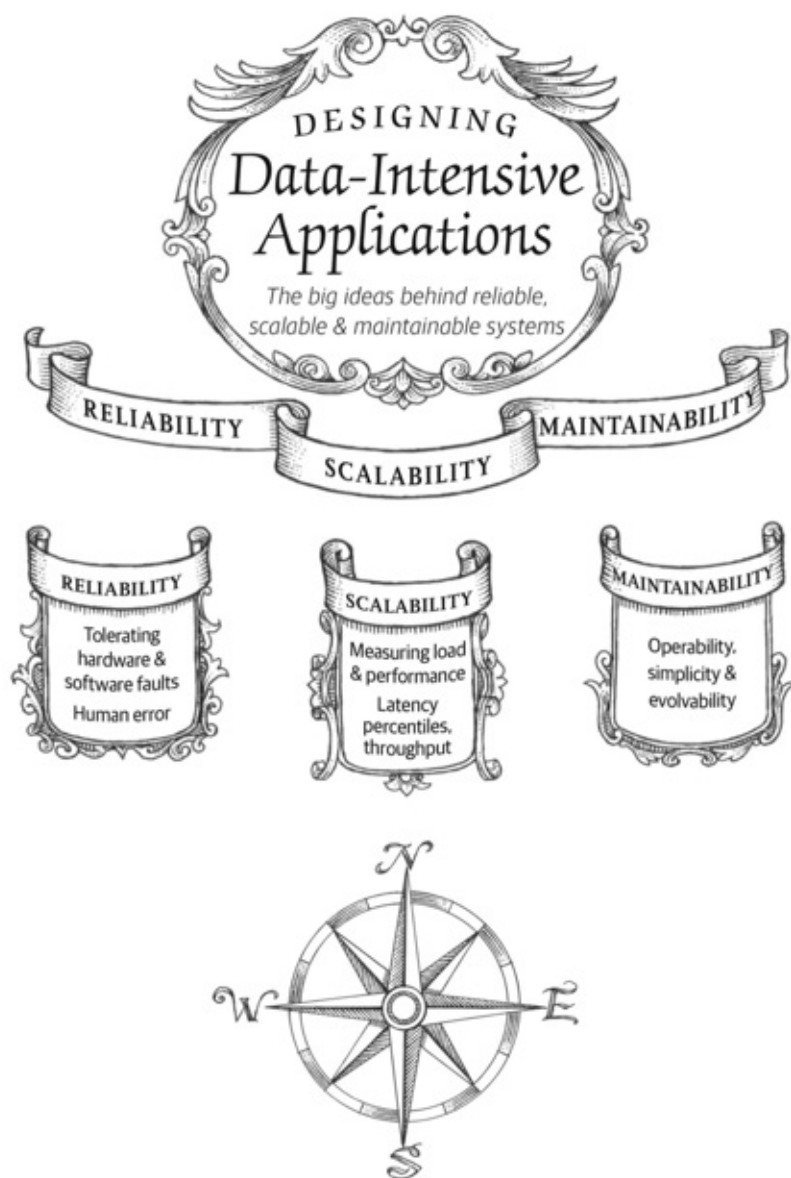 DESIGNING
Data-Intensive
Applications
The big ideas behind reliable,
scalable & maintainable systems
RELIABILITY
SCALABILITY
MAINTAINABILITY
RELIABILITY
Tolerating
hardware &
software faults
Human error
SCALABILITY
Measuring load
& performance
Latency
percentiles,
throughput
MAINTAINABILITY
Operability,
simplicity &
evolvability
N
W
E
S